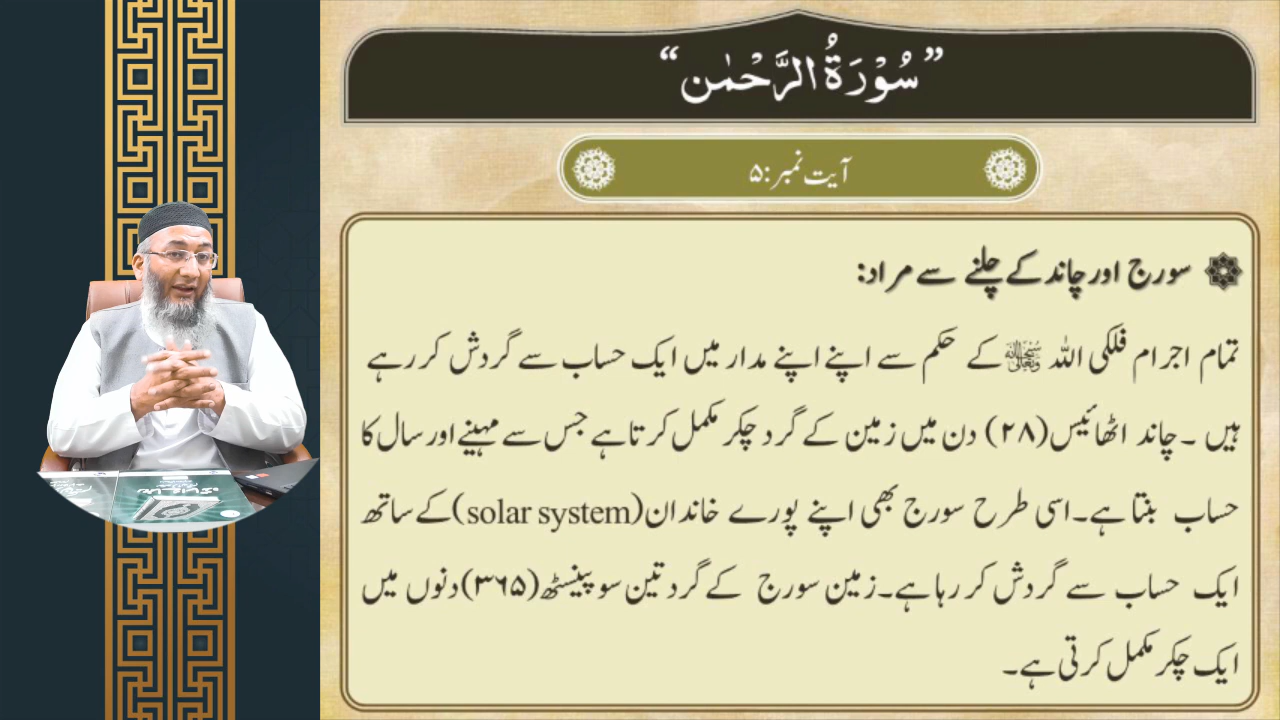 ”سُوْرَۃُ الرَّحْمٰن“
آیت نمبر:۵
سورج اور چاند کے چلنے سے مراد:
تمام اجرام فلکی اللہ ﷾ کے حکم سے اپنے اپنے مدار میں ایک حساب سے گردش کر رہے
ہیں ۔ چاند اٹھائیس (۲۸) دن میں زمین کے گرد چکر مکمل کرتا ہے جس سے مہینے اور سال کا
حساب بنتا ہے۔ اسی طرح سورج بھی اپنے پورے خاندان (solar system) کے ساتھ
ایک حساب سے گردش کر رہا ہے۔ زمین سورج کے گرد تین سو پینسٹھ (۳۶۵) دنوں میں
ایک چکر مکمل کرتی ہے۔